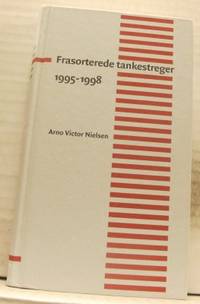 Frasorterede tankestreger
1995-1998
Arno Victor Nielsen